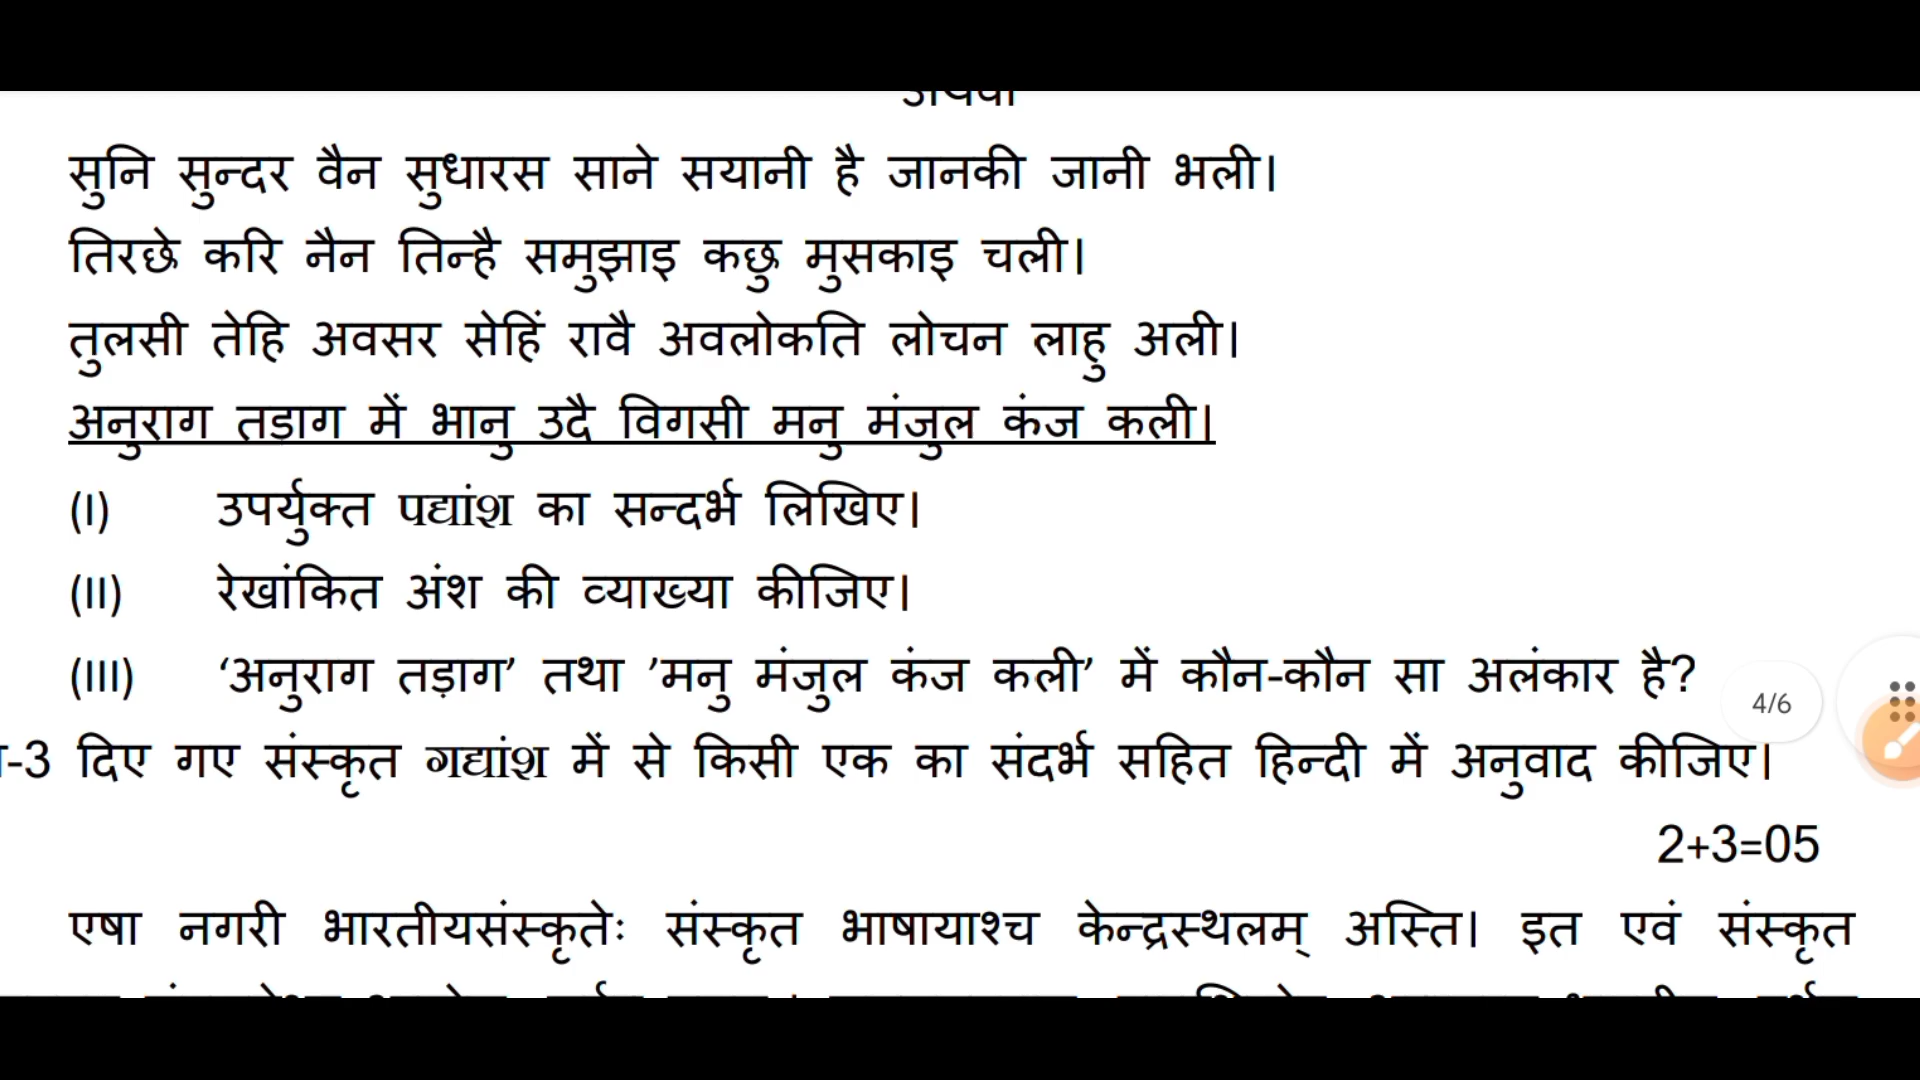 सुनि सुन्दर वैन सुधारस साने सयानी है जानकी जानी भली।
तिरछे करि नैन तिन्है समुझाइ कछु मुसकाइ चली।
तुलसी तेहि अवसर सेहिं रावै अवलोकति लोचन लाहु अली।
अनुराग तड़ाग में भानु उदै विगसी मनु मंजुल कंज कली।
(I) उपर्युक्त पद्यांश का सन्दर्भ लिखिए।
(II) रेखांकित अंश की व्याख्या कीजिए।
(III) ‘अनुराग तड़ाग’ तथा ’मनु मंजुल कंज कली’ में कौन-कौन सा अलंकार है?
4/6
-3 दिए गए संस्कृत गद्यांश में से किसी एक का संदर्भ सहित हिन्दी में अनुवाद कीजिए।
2+3=05
एषा नगरी भारतीयसंस्कृतेः संस्कृत भाषायाश्च केन्द्रस्थलम् अस्ति। इत एवं संस्कृत